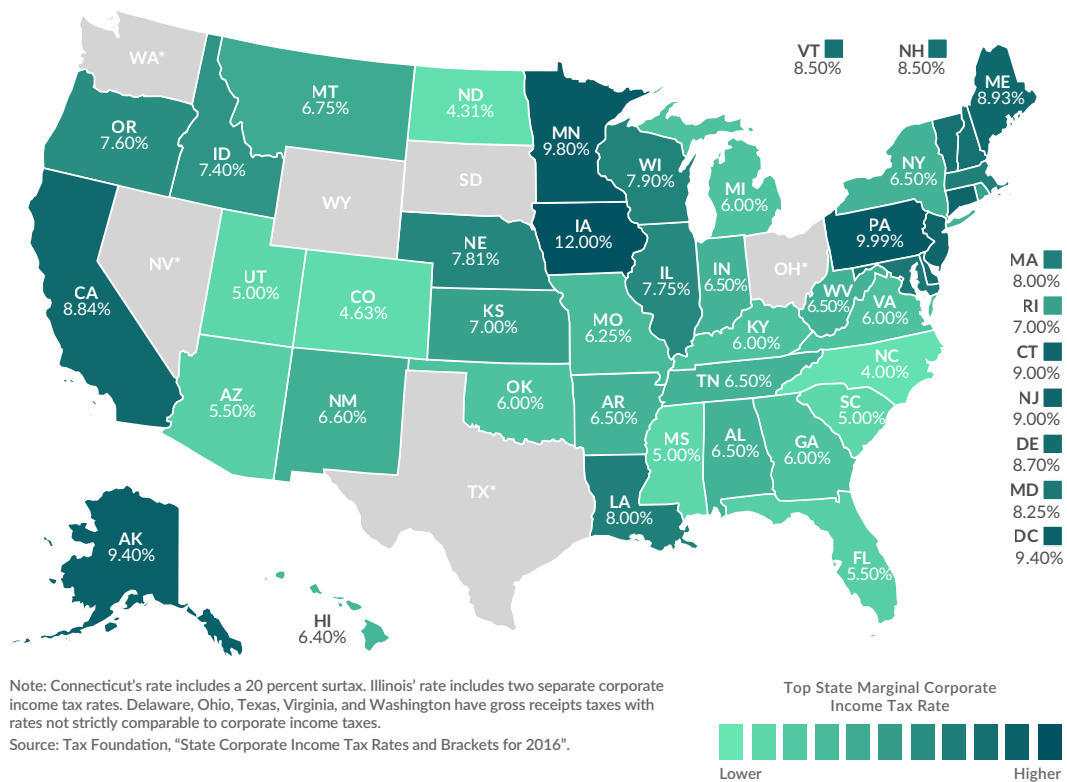 VT
8.50%
NH
8.50%
WA*
MT
6.75%
ND
4.31%
MN
9.80%
ME
8.93%
OR
7.60%
ID
7.40%
WY
SD
WI
7.90%
MI
6.00%
NY
6.50%
NV*
UT
5.00%
CO
4.63%
NE
7.81%
IA
12.00%
PA
9.99%
CA
8.84%
KS
7.00%
MO
6.25%
IL
7.75%
IN
6.50%
OH*
WV
6.50%
VA
6.00%
KY
6.00%
AZ
5.50%
NM
6.60%
OK
6.00%
AR
6.50%
TN 6.50%
NC
4.00%
SC
5.00%
MS
5.00%
AL
6.50%
GA
6.00%
TX*
LA
8.00%
FL
5.50%
AK
9.40%
HI
6.40%
MA
8.00%
RI
7.00%
CT
9.00%
NJ
9.00%
DE
8.70%
MD
8.25%
DC
9.40%
Note: Connecticut's rate includes a 20 percent surtax. Illinois' rate includes two separate corporate
income tax rates. Delaware, Ohio, Texas, Virginia, and Washington have gross receipts taxes with
rates not strictly comparable to corporate income taxes.
Source: Tax Foundation, “State Corporate Income Tax Rates and Brackets for 2016”.
Top State Marginal Corporate
Income Tax Rate
Lower
Higher